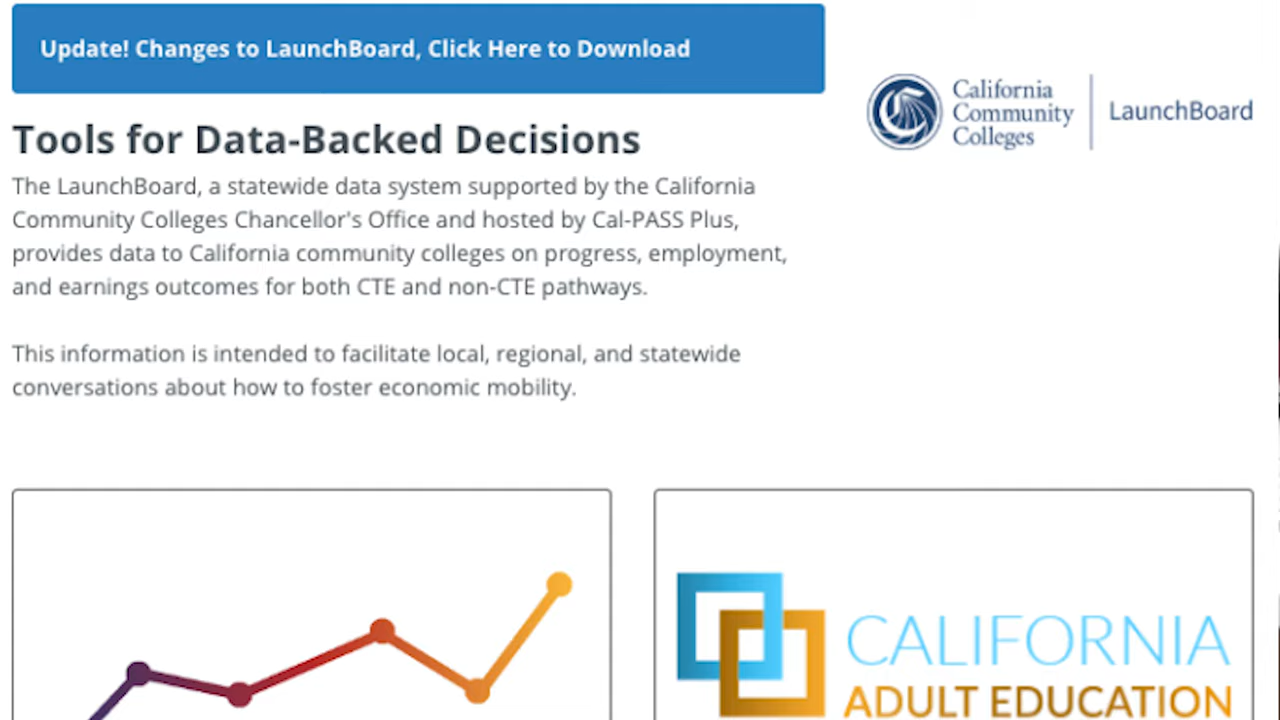 Update! Changes to LaunchBoard, Click Here to Download
California
Community
Colleges
LaunchBoard
Tools for Data-Backed Decisions
The LaunchBoard, a statewide data system supported by the California
Community Colleges Chancellor's Office and hosted by Cal-PASS Plus,
provides data to California community colleges on progress, employment,
and earnings outcomes for both CTE and non-CTE pathways.
This information is intended to facilitate local, regional, and statewide
conversations about how to foster economic mobility.
CALIFORNIA
ADULT EDUCATION